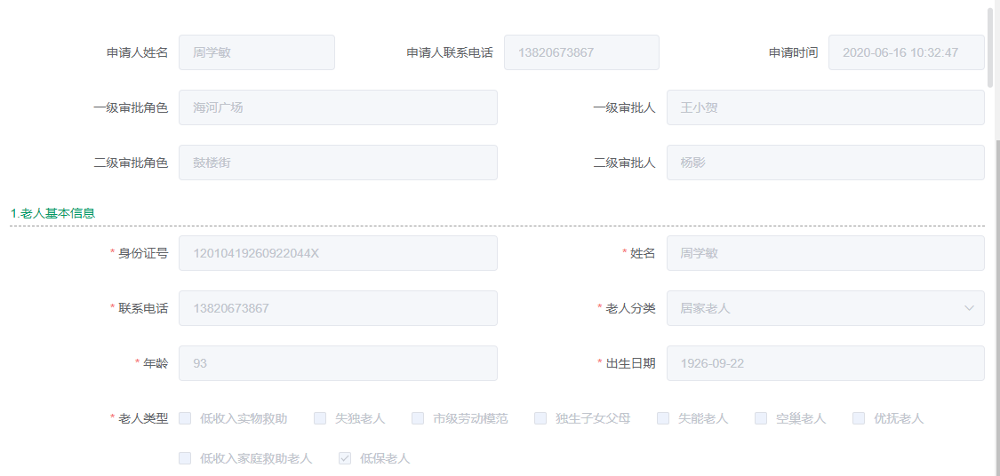 申请人姓名 周学敏 申请人联系电话 13820673867 申请时间 2020-06-16 10:32:47
一级审批角色 海河广场 一级审批人 王小贺
二级审批角色 鼓楼街 二级审批人 杨影
1.老人基本信息
* 身份证号 12010419260922044X * 姓名 周学敏
* 联系电话 13820673867 * 老人分类 居家老人
* 年龄 93 * 出生日期 1926-09-22
* 老人类型 低收入实物救助 失独老人 市级劳动模范 独生子女父母 失能老人 空巢老人 优抚老人
低收入家庭救助老人 低保老人